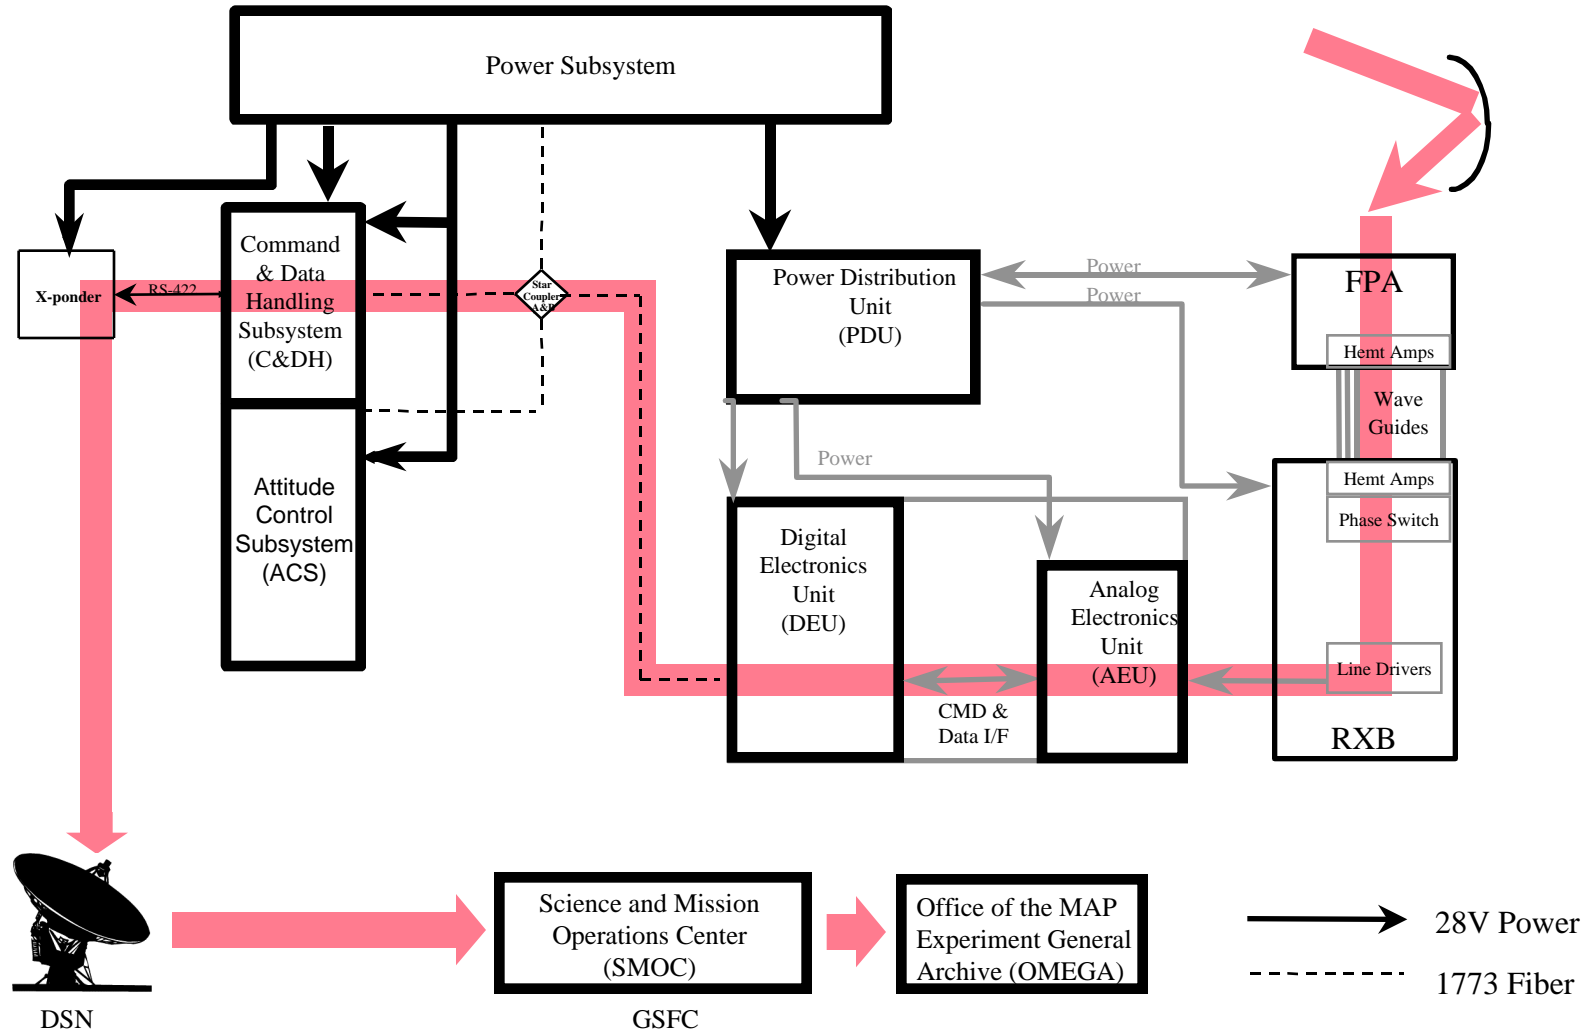 Power Subsystem
X-ponder
RS-422
Command
& Data
Handling
Subsystem
(C&DH)
Star
Coupler
A&B
Attitude
Control
Subsystem
(ACS)
Power Distribution
Unit
(PDU)
Power
Power
Power
FPA
Hemt Amps
Wave
Guides
Hemt Amps
Phase Switch
Line Drivers
RXB
Digital
Electronics
Unit
(DEU)
Analog
Electronics
Unit
(AEU)
CMD &
Data I/F
DSN
Science and Mission
Operations Center
(SMOC)
GSFC
Office of the MAP
Experiment General
Archive (OMEGA)
28V Power
1773 Fiber